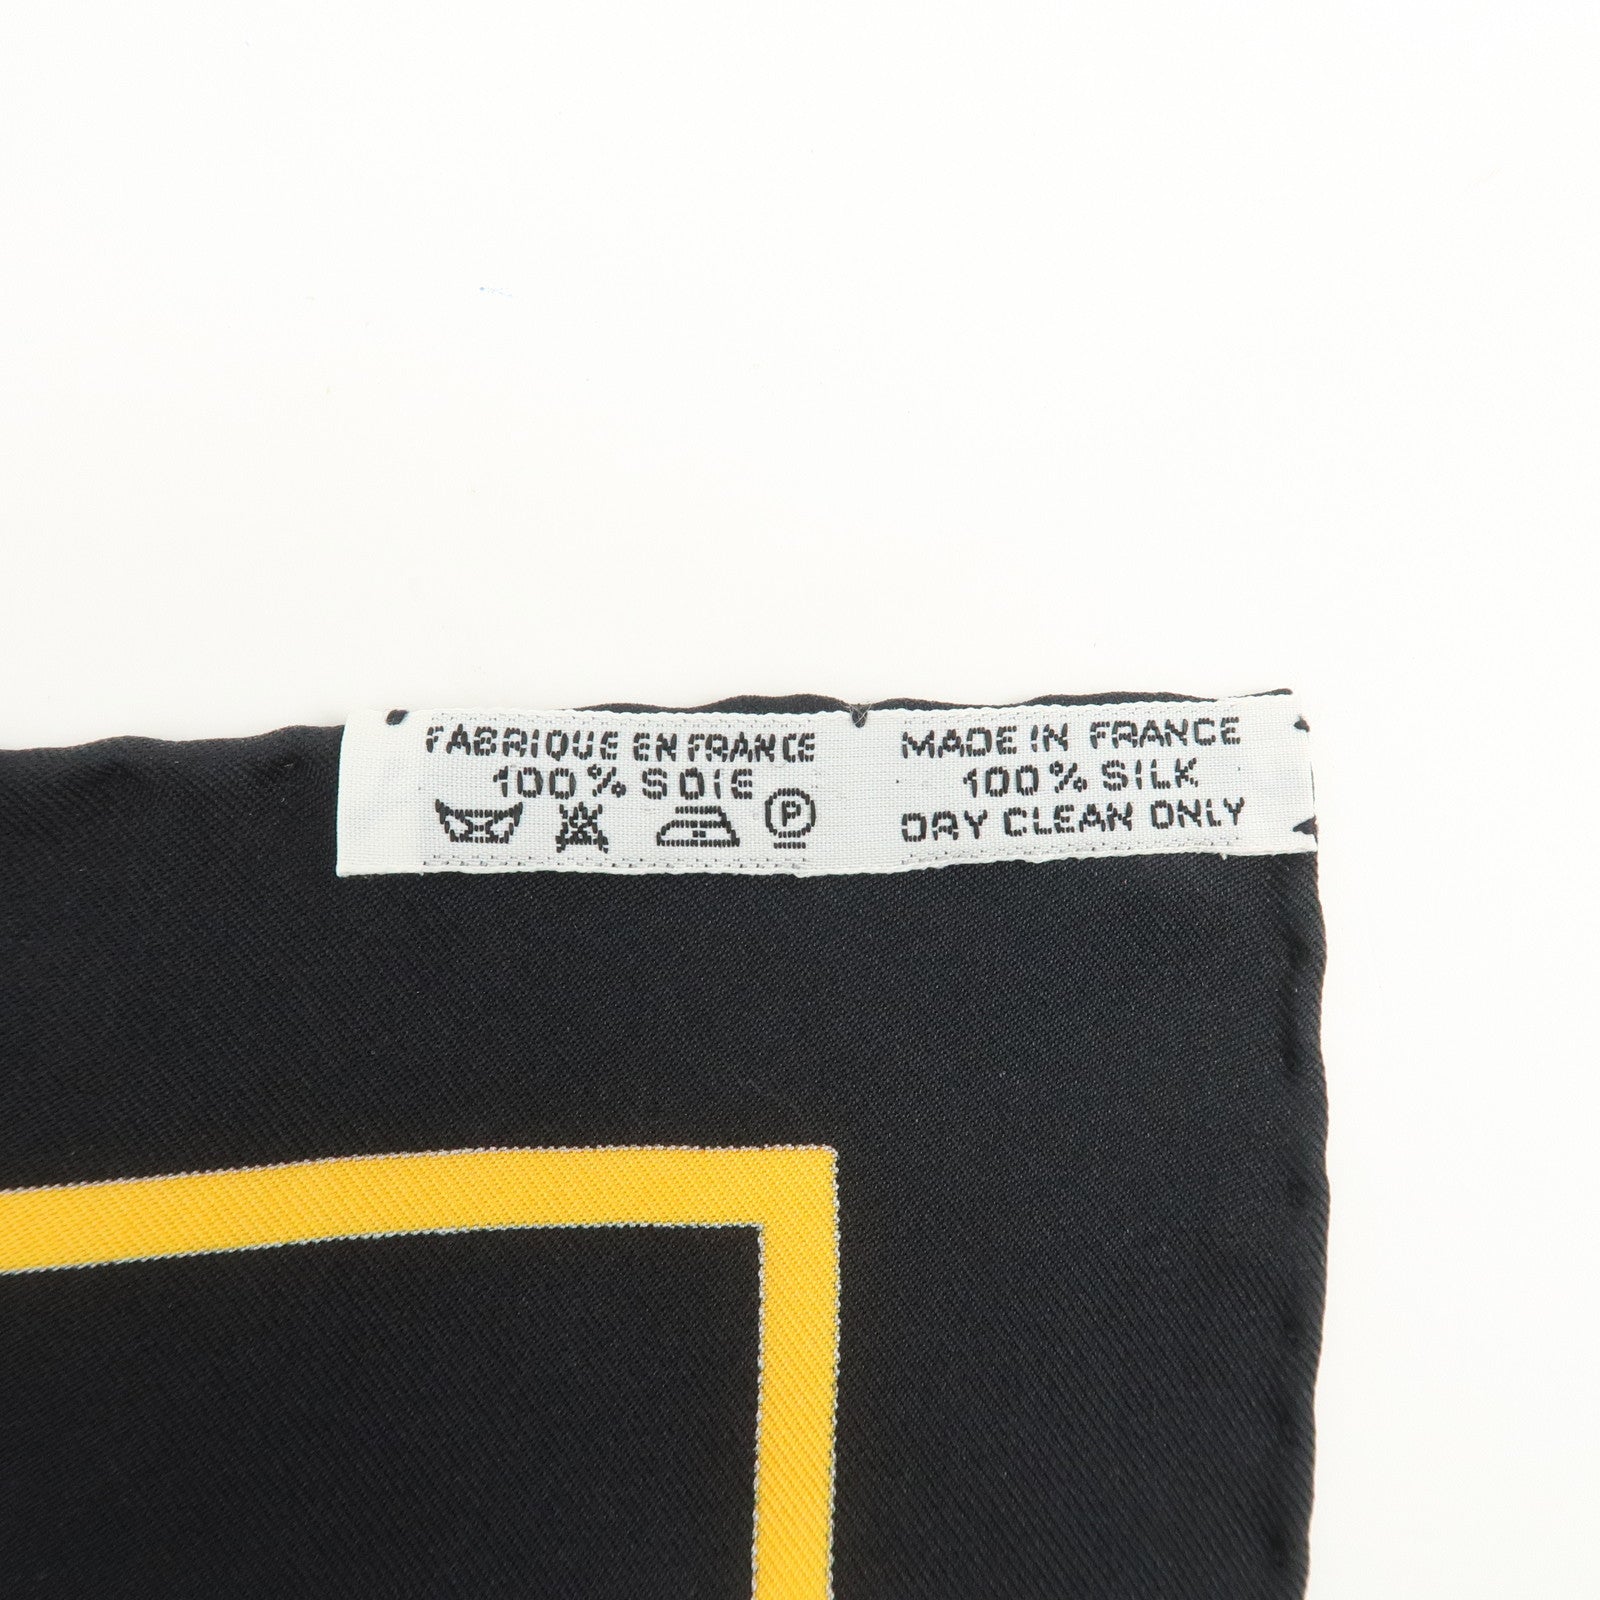 FABRIQUE EN FRANCE
100% SOIE
P
MADE IN FRANCE
100% SILK
DRY CLEAN ONLY